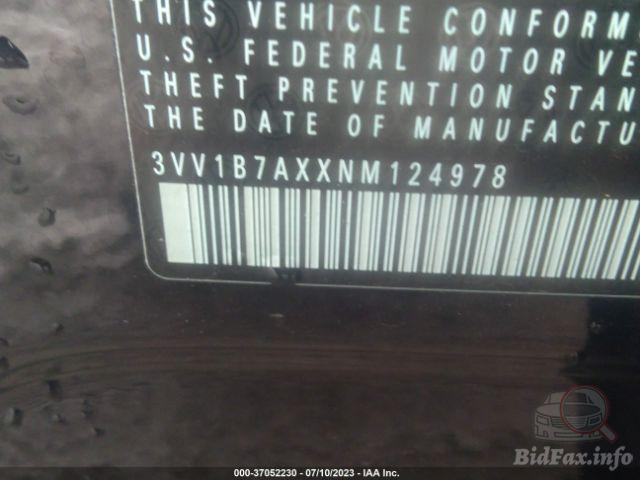 THIS VEHICLE CONFORM
U.S. FEDERAL MOTOR VE
THEFT PREVENTION STAN
THE DATE OF MANUFACTU
3VV1B7AXXNM124978
BidFax.info
000-37052230 - 07/10/2023 - IAA Inc.